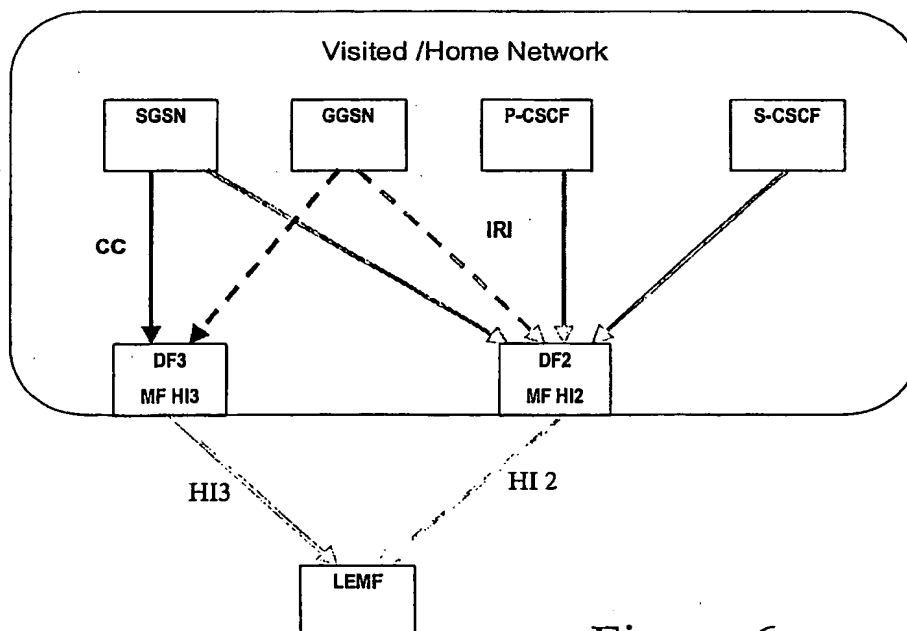 Visited /Home Network
SGSN
GGSN
P-CSCF
S-CSCF
CC
IRI
DF3
MF HI3
DF2
MF HI2
HI3
HI 2
LEMF